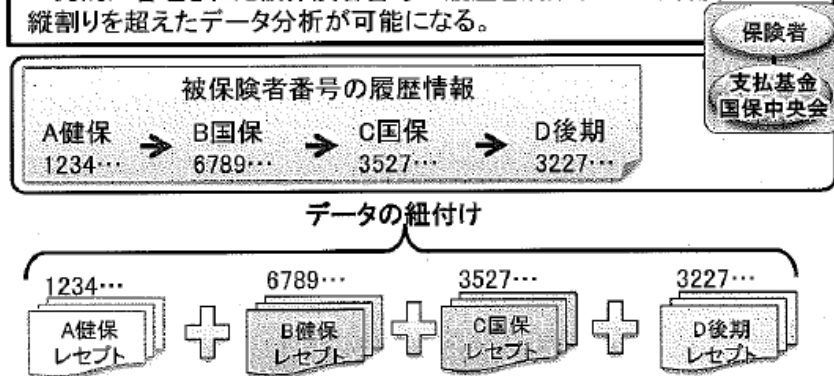 縦割りを超えたデータ分析が可能になる。
保険者
支払基金
国保中央会
被保険者番号の履歴情報
A健保 → B国保 → C国保 → D後期
1234… 6789… 3527… 3227…
データの紐付け
1234… 6789… 3527… 3227…
A健保 + B健保 + C国保 + D後期
レセプト レセプト レセプト レセプト